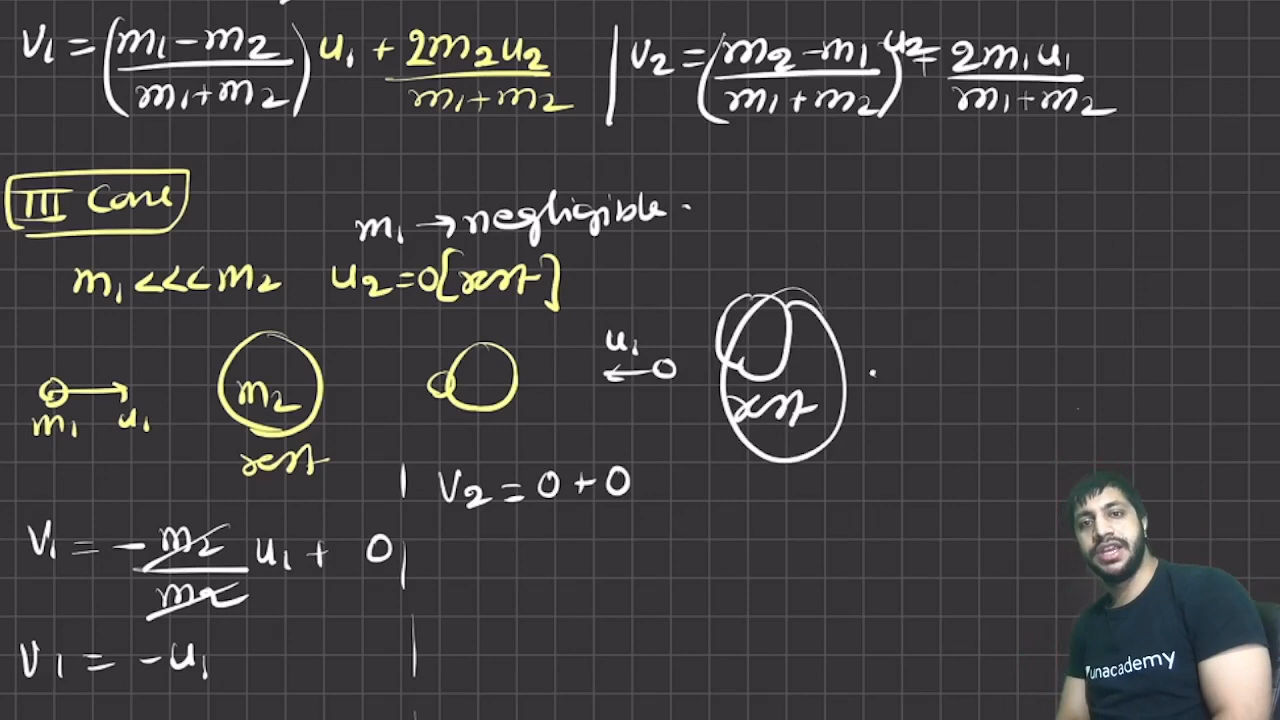 v₁ = (m₁ - m₂ / m₁ + m₂) u₁ + 2m₂u₂ / m₁ + m₂ | v₂ = (m₂ - m₁ / m₁ + m₂) u₂ + 2m₁u₁ / m₁ + m₂
III Case
m₁ → negligible.
m₁ <<< m₂ u₂ = 0 [rest]
u₁
m₁ u₁ m₂ rest
rest
v₂ = 0 + 0
v₁ = - m₂ / m₂ u₁ + 0
v₁ = - u₁
unacademy